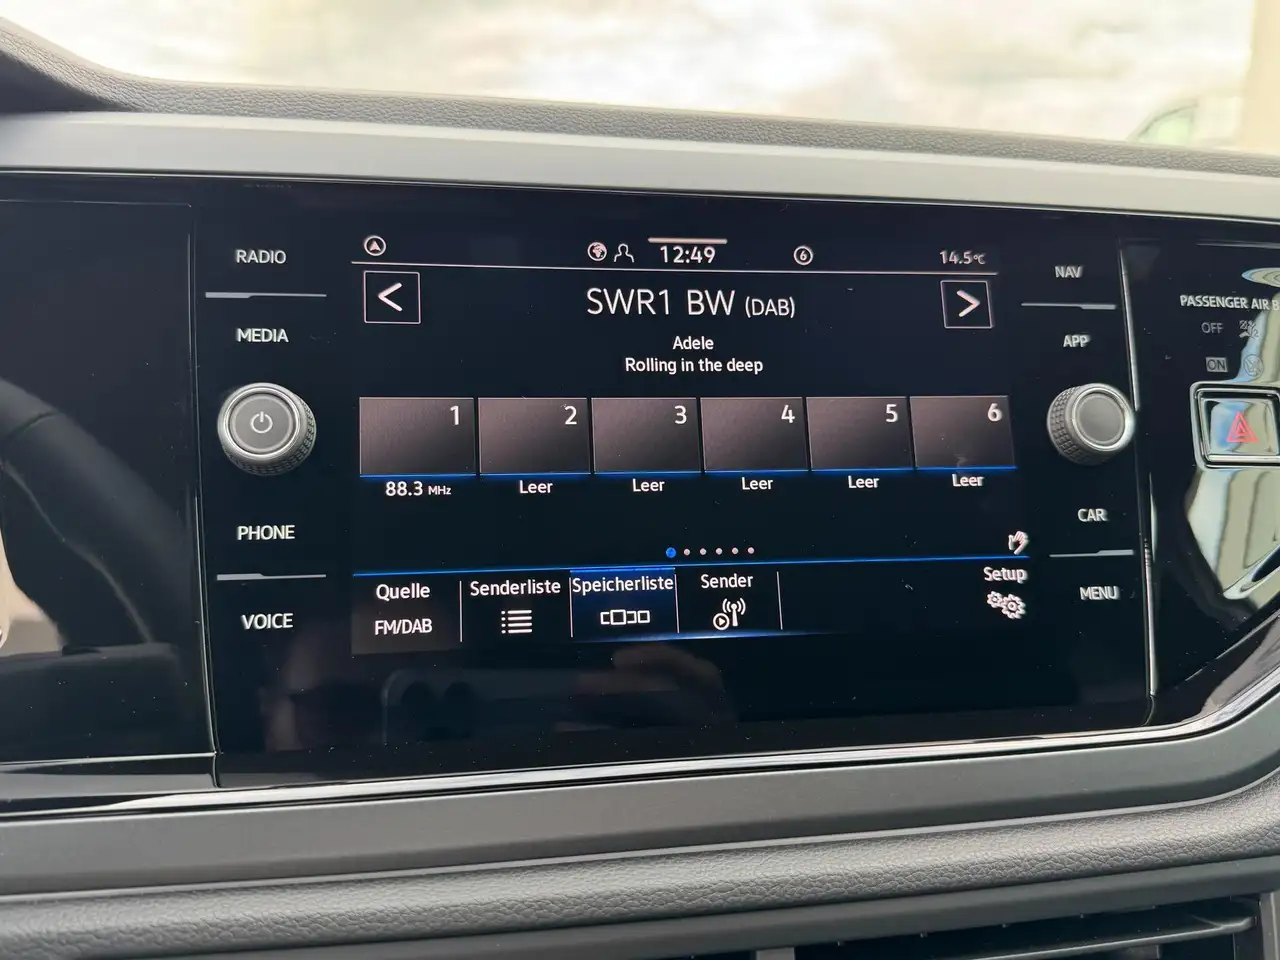 RADIO
MEDIA
PHONE
VOICE
12:49
6
14.5°C
SWR1 BW (DAB)
Adele
Rolling in the deep
1
2
3
4
5
6
88.3 MHz
Leer
Leer
Leer
Leer
Leer
Quelle
FM/DAB
Senderliste
Speicherliste
Sender
Setup
NAV
APP
CAR
MENU
PASSENGER AIR B
OFF
ON